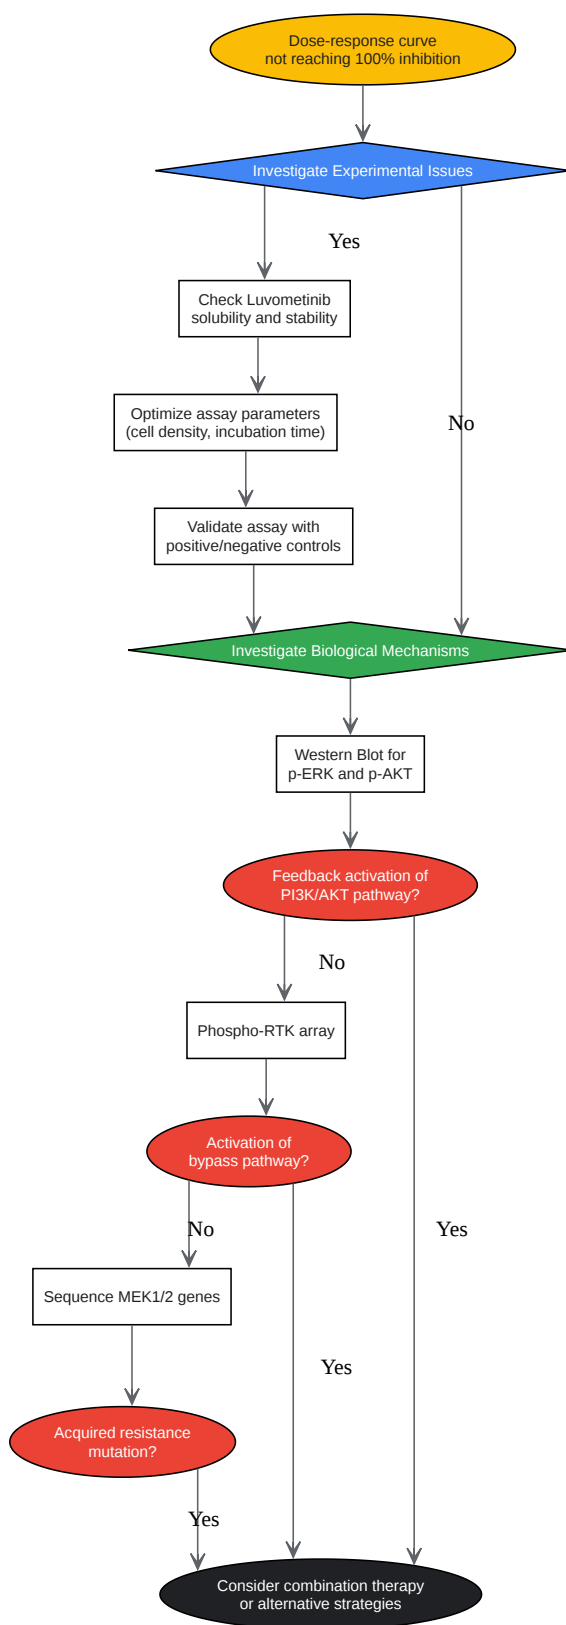 Dose-response curve
not reaching 100% inhibition
Investigate Experimental Issues
Yes
Check Luvometinib
solubility and stability
Optimize assay parameters
(cell density, incubation time)
No
Validate assay with
positive/negative controls
Investigate Biological Mechanisms
Western Blot for
p-ERK and p-AKT
Feedback activation of
PI3K/AKT pathway?
No
Phospho-RTK array
Activation of
bypass pathway?
No
Yes
Sequence MEK1/2 genes
Yes
Acquired resistance
mutation?
Yes
Consider combination therapy
or alternative strategies